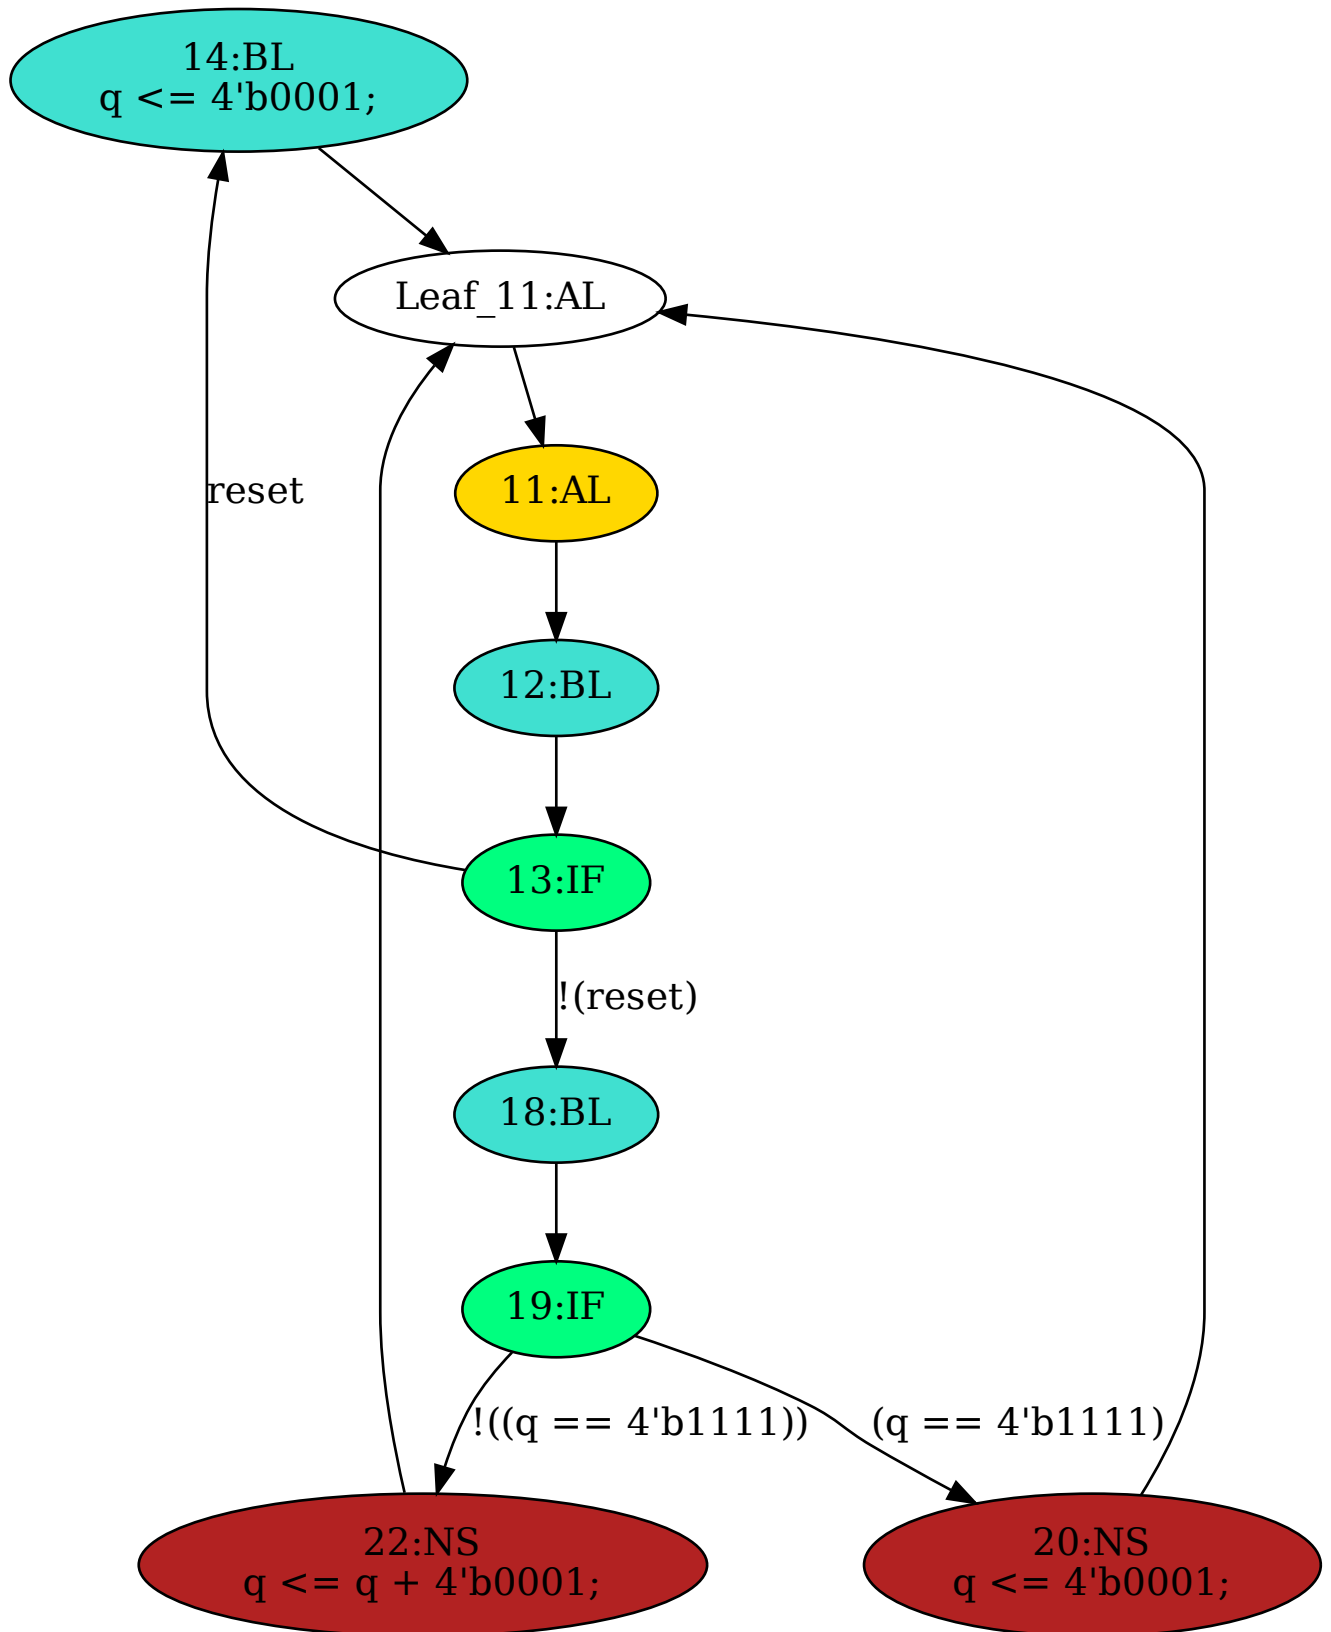 14:BL
q <= 4'b0001;
Leaf_11:AL
reset
11:AL
12:BL
13:IF
!(reset)
18:BL
19:IF
!((q == 4'b1111))
(q == 4'b1111)
22:NS
q <= q + 4'b0001;
20:NS
q <= 4'b0001;